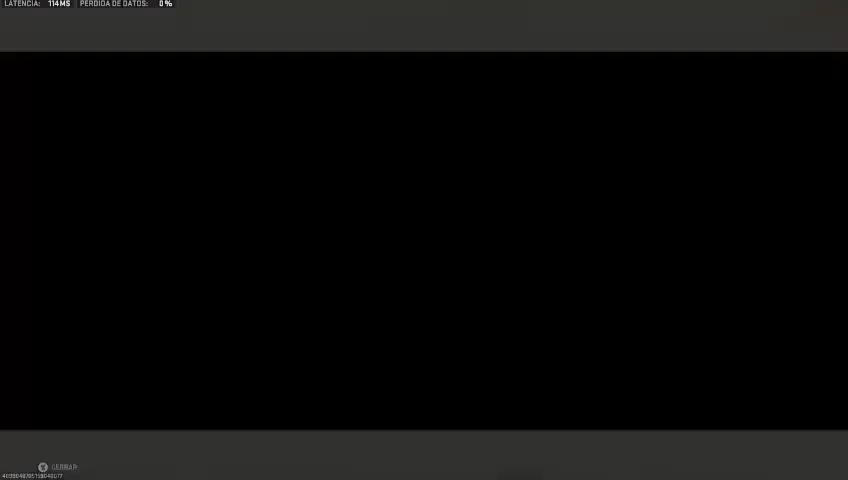 LATENCIA: 114MS PÉRDIDA DE DATOS: 0%
CERRAR